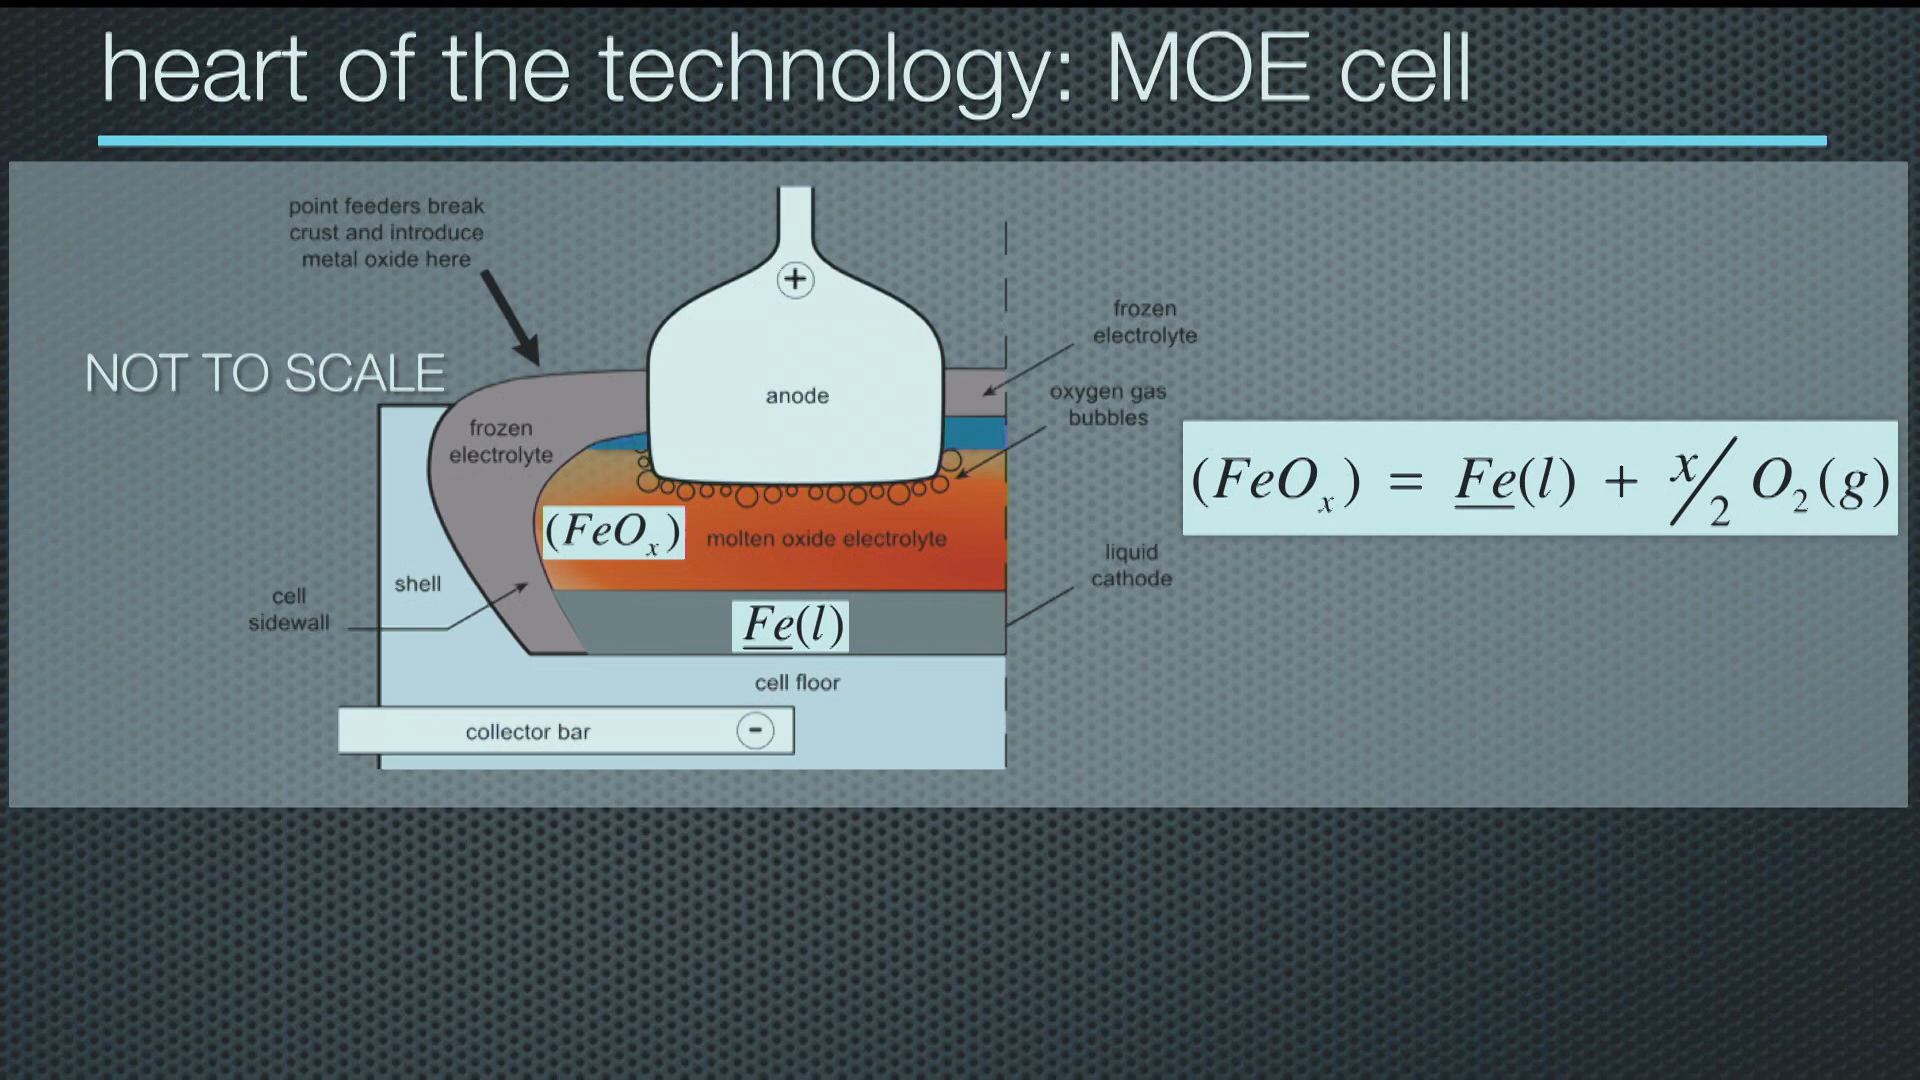 heart of the technology: MOE cell
point feeders break
crust and introduce
metal oxide here
+
frozen
electrolyte
NOT TO SCALE
anode
oxygen gas
bubbles
frozen
electrolyte
(FeOₓ) = Fe(l) + x/2 O₂(g)
(FeOₓ)
molten oxide electrolyte
liquid
cathode
shell
cell
sidewall
Fe(l)
cell floor
collector bar
-